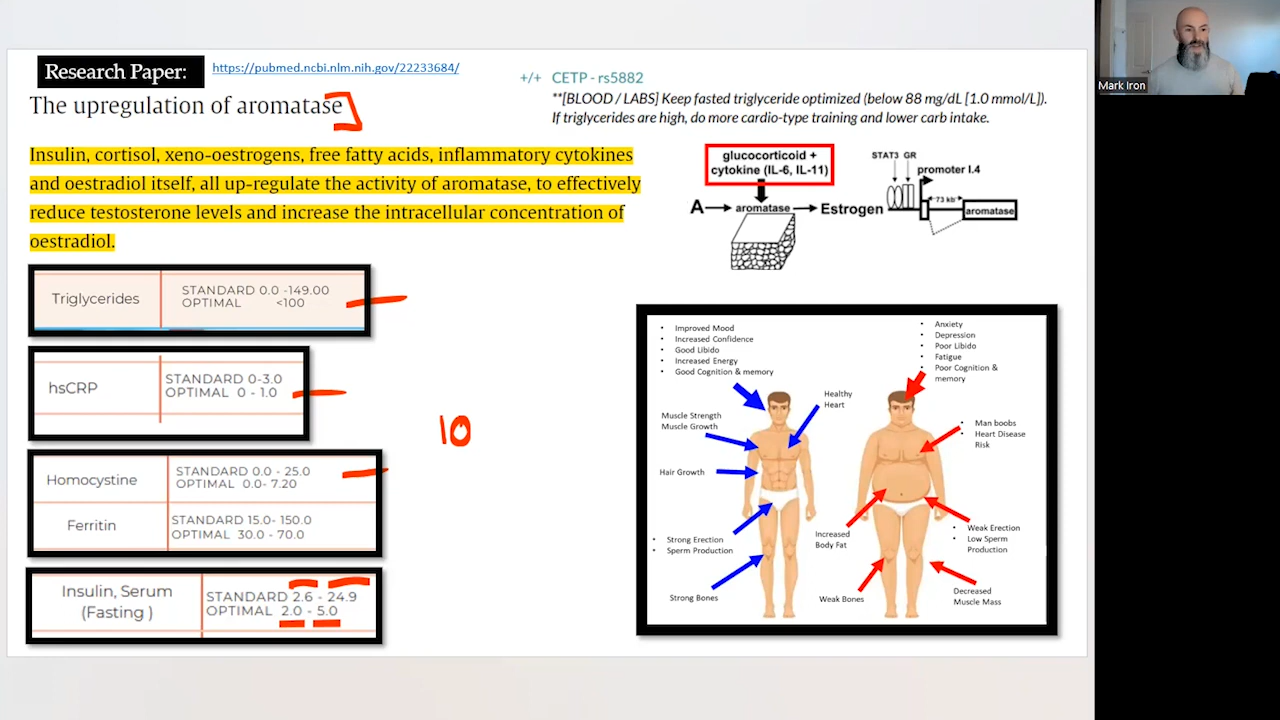 Research Paper:
https://pubmed.ncbi.nlm.nih.gov/22233684/
The upregulation of aromatase
Insulin, cortisol, xeno-oestrogens, free fatty acids, inflammatory cytokines
and oestradiol itself, all up-regulate the activity of aromatase, to effectively
reduce testosterone levels and increase the intracellular concentration of
oestradiol.
+/+ CETP - rs5882
**[BLOOD / LABS] Keep fasted triglyceride optimized (below 88 mg/dL [1.0 mmol/L]).
If triglycerides are high, do more cardio-type training and lower carb intake.
glucocorticoid +
cytokine (IL-6, IL-11)
A
aromatase
Estrogen
STAT3 GR
promoter I.4
~73 kb
aromatase
Triglycerides
STANDARD 0.0 -149.00
OPTIMAL <100
hsCRP
STANDARD 0-3.0
OPTIMAL 0 - 1.0
10
Homocystine
STANDARD 0.0 - 25.0
OPTIMAL 0.0- 7.20
Ferritin
STANDARD 15.0- 150.0
OPTIMAL 30.0 - 70.0
Insulin, Serum
(Fasting )
STANDARD 2.6 - 24.9
OPTIMAL 2.0 - 5.0
• Improved Mood
• Increased Confidence
• Good Libido
• Increased Energy
• Good Cognition & memory
Healthy
Heart
Muscle Strength
Muscle Growth
Hair Growth
• Strong Erection
• Sperm Production
Strong Bones
• Anxiety
• Depression
• Poor Libido
• Fatigue
• Poor Cognition &
memory
• Man boobs
• Heart Disease
Risk
Increased
Body Fat
• Weak Erection
• Low Sperm
Production
Weak Bones
Decreased
Muscle Mass
Mark Iron